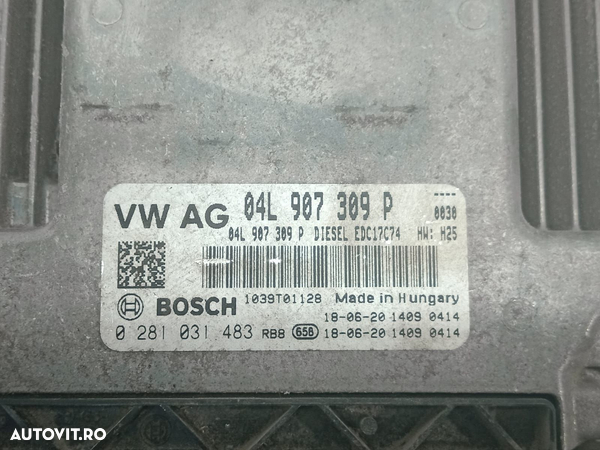 VW AG 04L 907 309 P ----
0030
04L 907 309 P DIESEL EDC17C74 HW: H25
BOSCH 1039T01128 Made in Hungary
18-06-20 1409 0414
0 281 031 483 RB8 65B 18-06-20 1409 0414
AUTOVIT.RO